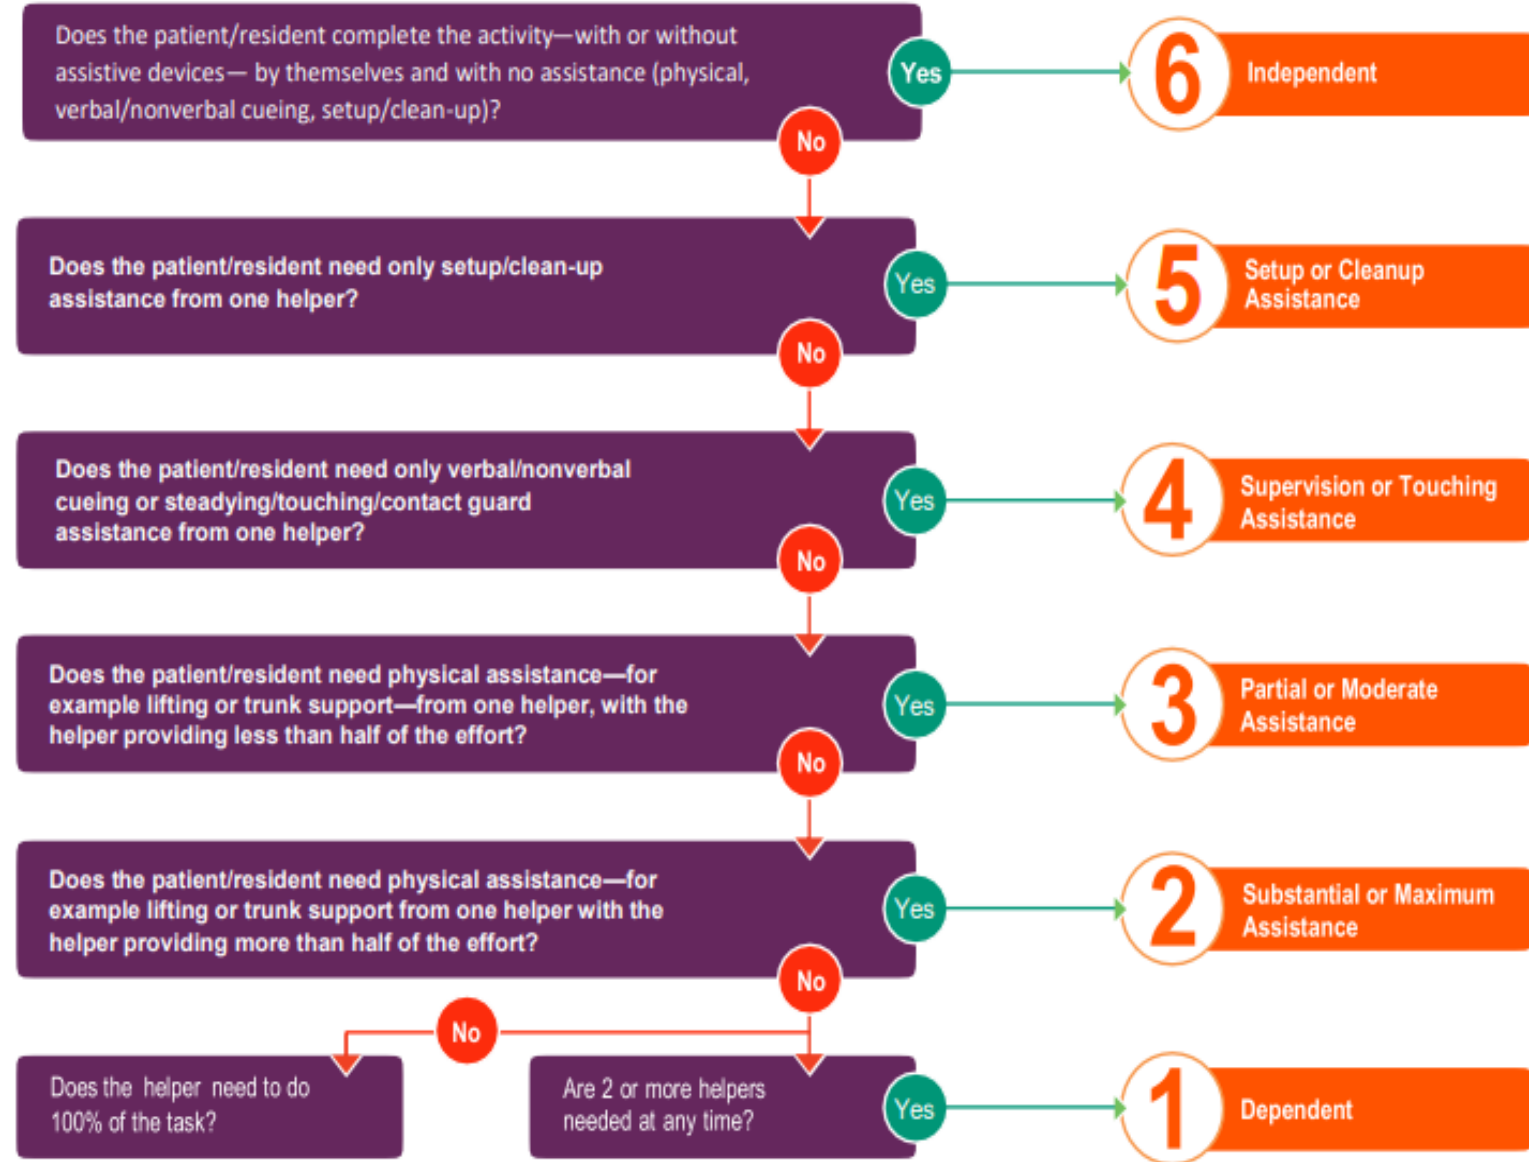 Does the patient/resident complete the activity—with or without
assistive devices— by themselves and with no assistance (physical,
verbal/nonverbal cueing, setup/clean-up)?
Yes
6
Independent
No
Does the patient/resident need only setup/clean-up
assistance from one helper?
Yes
5
Setup or Cleanup
Assistance
No
Does the patient/resident need only verbal/nonverbal
cueing or steadying/touching/contact guard
assistance from one helper?
Yes
4
Supervision or Touching
Assistance
No
Does the patient/resident need physical assistance—for
example lifting or trunk support—from one helper, with the
helper providing less than half of the effort?
Yes
3
Partial or Moderate
Assistance
No
Does the patient/resident need physical assistance—for
example lifting or trunk support from one helper with the
helper providing more than half of the effort?
Yes
2
Substantial or Maximum
Assistance
No
No
Does the helper need to do
100% of the task?
Are 2 or more helpers
needed at any time?
Yes
1
Dependent